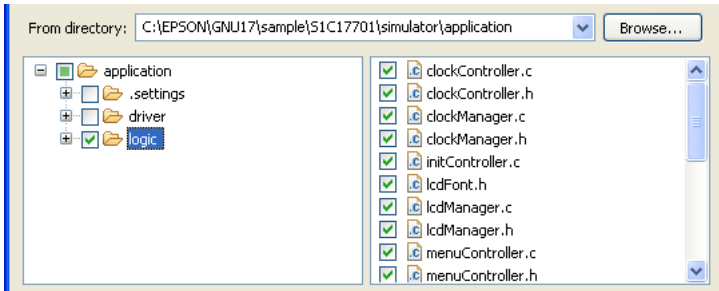 From directory: C:\EPSON\GNU17\sample\S1C17701\simulator\application Browse...
application
.settings
driver
logic
clockController.c
clockController.h
clockManager.c
clockManager.h
initController.c
lcdFont.h
lcdManager.c
lcdManager.h
menuController.c
menuController.h